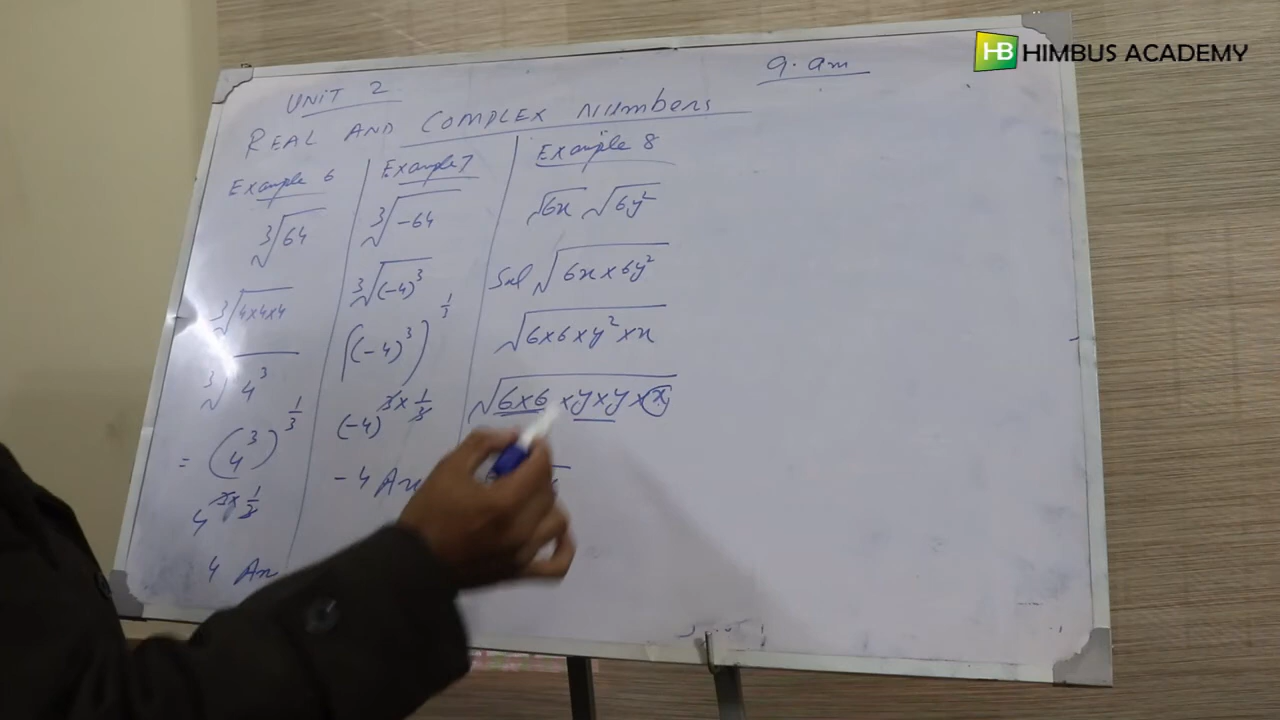 HB HIMBUS ACADEMY
9.am
UNIT 2
REAL AND COMPLEX NUMBERS
Example 6
∛64
∛4×4×4
∛4³
= (4³)^1/3
4^3×1/3
4 An
Example 7
∛-64
∛(-4)³
((-4)³)^1/3
(-4)^3×1/3
-4 An
Example 8
√6x √6y²
Sol √6x×6y²
√6×6×y²×x
√6×6×y×y×x